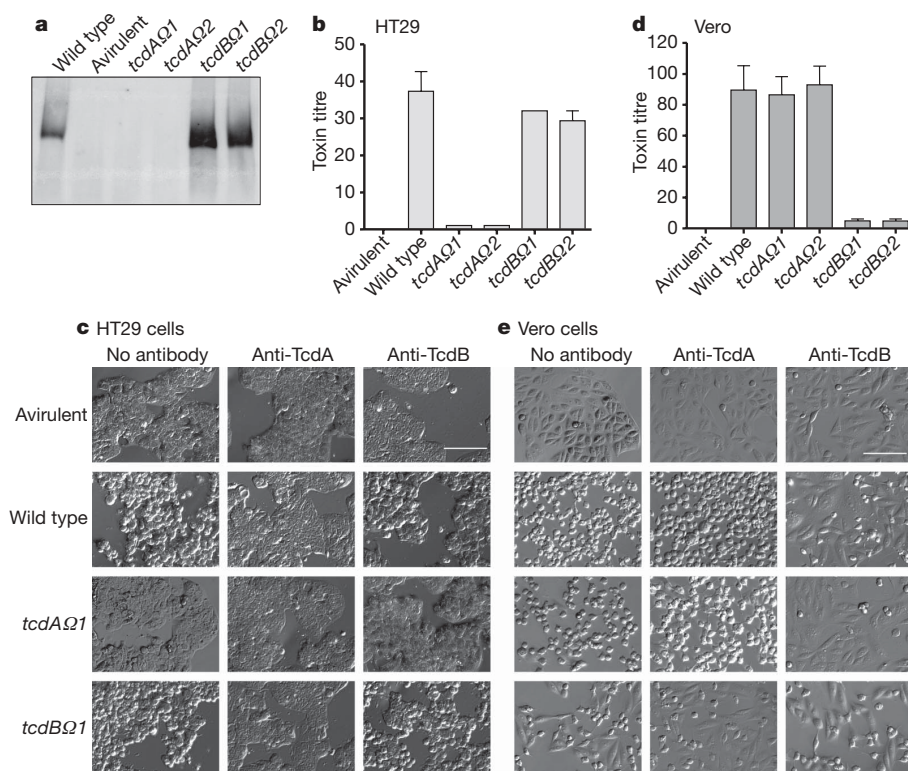 a
Wild type
Avirulent
tcdAΩ1
tcdAΩ2
tcdBΩ1
tcdBΩ2
b HT29
Toxin titre
50
40
30
20
10
0
Avirulent
Wild type
tcdAΩ1
tcdAΩ2
tcdBΩ1
tcdBΩ2
d Vero
Toxin titre
120
100
80
60
40
20
0
Avirulent
Wild type
tcdAΩ1
tcdAΩ2
tcdBΩ1
tcdBΩ2
c HT29 cells
No antibody Anti-TcdA Anti-TcdB
Avirulent
Wild type
tcdAΩ1
tcdBΩ1
e Vero cells
No antibody Anti-TcdA Anti-TcdB